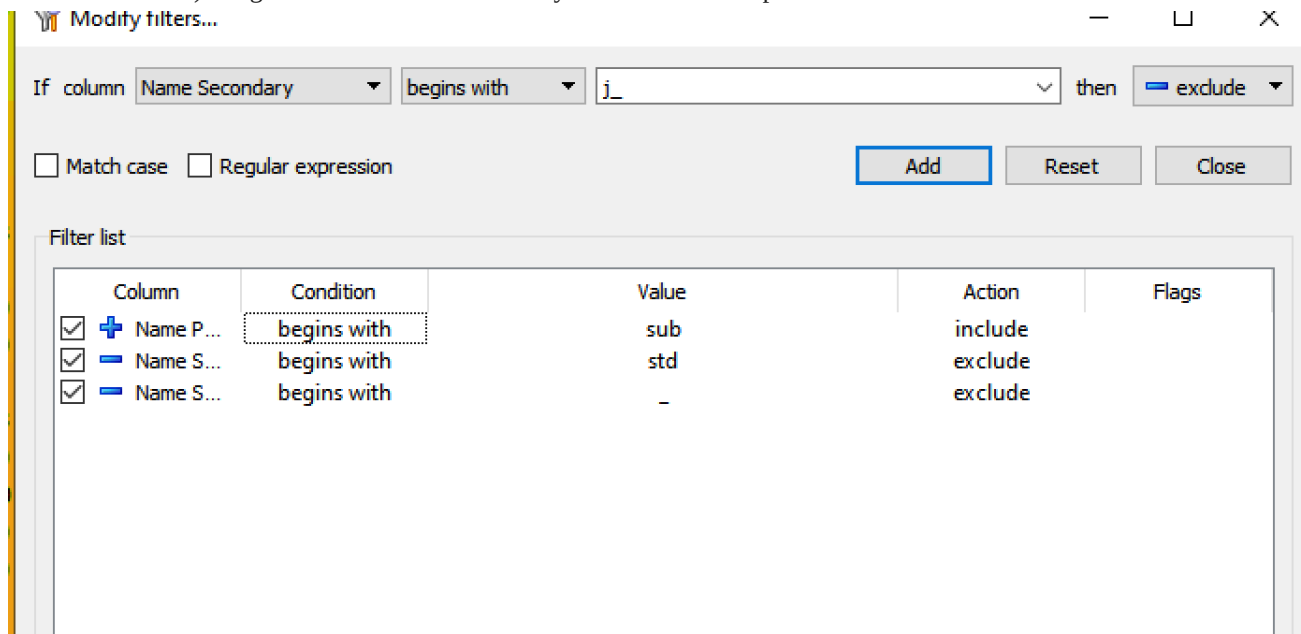 Modify filters...
If column Name Secondary begins with j_ then exclude
Match case Regular expression Add Reset Close
Filter list
Column Condition Value Action Flags
Name P... begins with sub include
Name S... begins with std exclude
Name S... begins with _ exclude